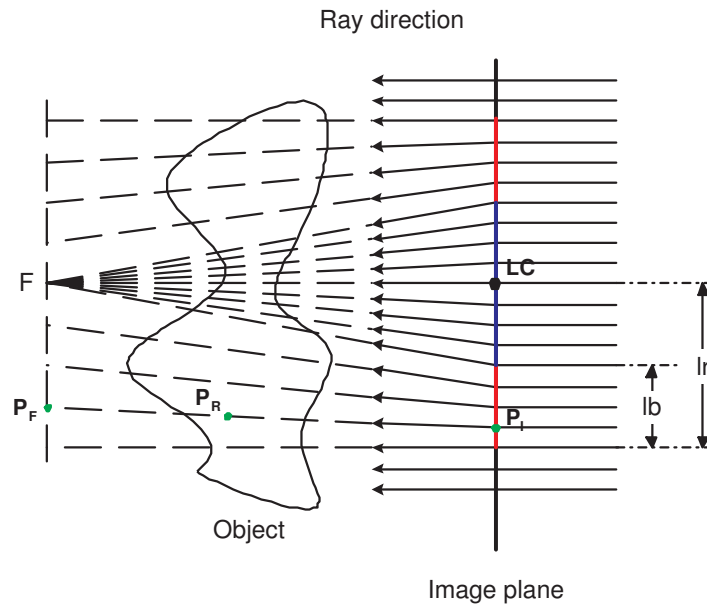 Ray direction
LC
F
lr
P_F
P_R
P_I
lb
Object
Image plane